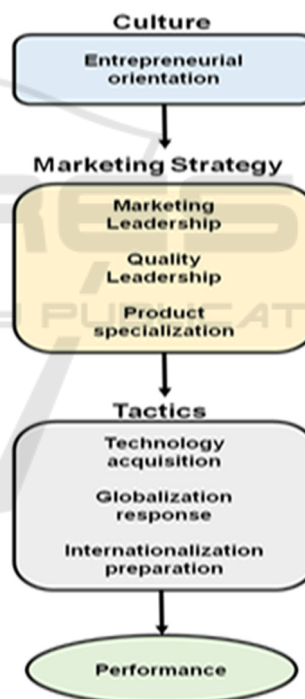 Culture
Entrepreneurial
orientation
Marketing Strategy
Marketing
Leadership
Quality
Leadership
Product
specialization
Tactics
Technology
acquisition
Globalization
response
Internationalization
preparation
Performance